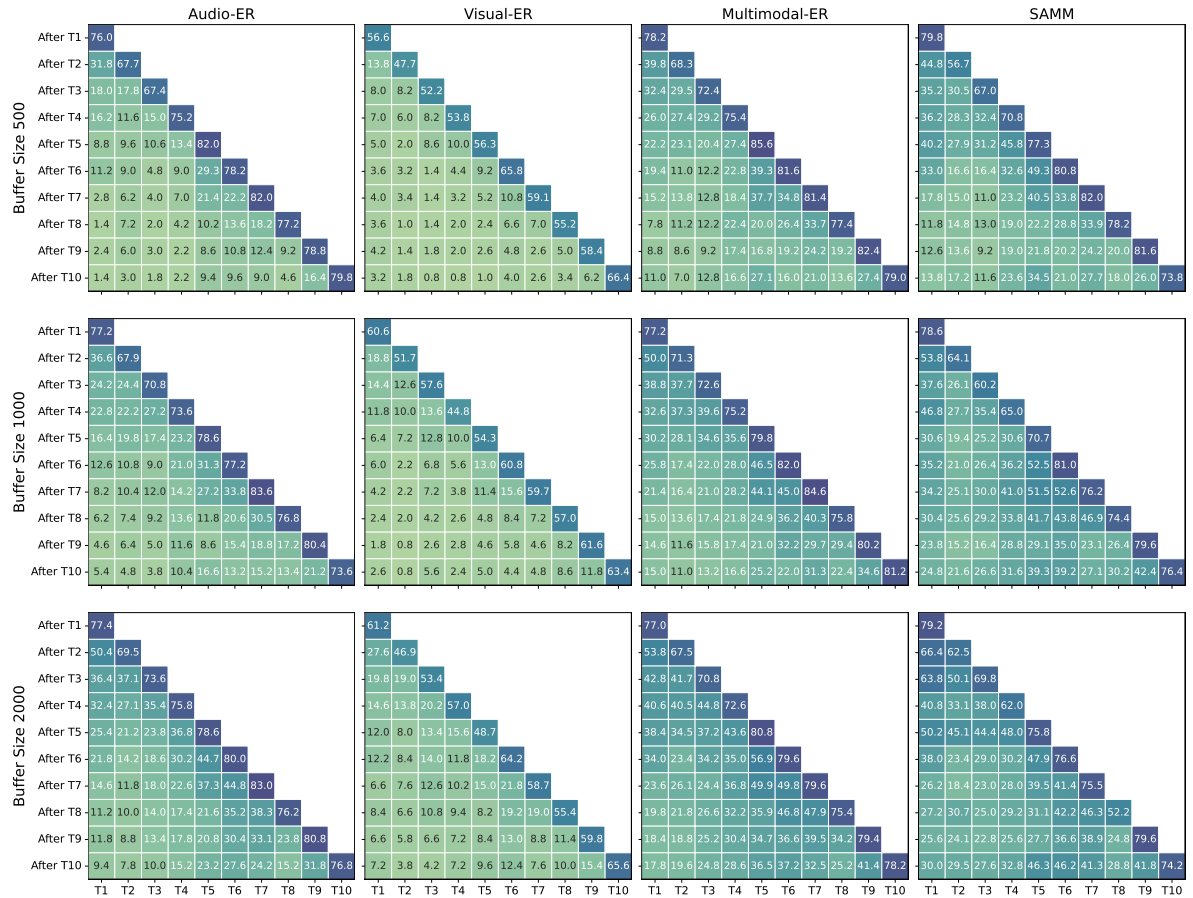 Audio-ER Visual-ER Multimodal-ER SAMM
Buffer Size 500
After T1 76.0 56.6 78.2 79.8
After T2 31.8 67.7 13.8 47.7 39.8 68.3 44.8 56.7
After T3 18.0 17.8 67.4 8.0 8.2 52.2 32.4 29.5 72.4 35.2 30.5 67.0
After T4 16.2 11.6 15.0 75.2 7.0 6.0 8.2 53.8 26.0 27.4 29.2 75.4 36.2 28.3 32.4 70.8
After T5 8.8 9.6 10.6 13.4 82.0 5.0 2.0 8.6 10.0 56.3 22.2 23.1 20.4 27.4 85.6 40.2 27.9 31.2 45.8 77.3
After T6 11.2 9.0 4.8 9.0 29.3 78.2 3.6 3.2 1.4 4.4 9.2 65.8 19.4 11.0 12.2 22.8 39.3 81.6 33.0 16.6 16.4 32.6 49.3 80.8
After T7 2.8 6.2 4.0 7.0 21.4 22.2 82.0 4.0 3.4 1.4 3.2 5.2 10.8 59.1 15.2 13.8 12.8 18.4 37.7 34.8 81.4 17.8 15.0 11.0 23.2 40.5 33.8 82.0
After T8 1.4 7.2 2.0 4.2 10.2 13.6 18.2 77.2 3.6 1.0 1.4 2.0 2.4 6.6 7.0 55.2 7.8 11.2 12.2 22.4 20.0 26.4 33.7 77.4 11.8 14.8 13.0 19.0 22.2 28.8 33.9 78.2
After T9 2.4 6.0 3.0 2.2 8.6 10.8 12.4 9.2 78.8 4.2 1.4 1.8 2.0 2.6 4.8 2.6 5.0 58.4 8.8 8.6 9.2 17.4 16.8 19.2 24.2 19.2 82.4 12.6 13.6 9.2 19.0 21.8 20.2 24.2 20.0 81.6
After T10 1.4 3.0 1.8 2.2 9.4 9.6 9.0 4.6 16.4 79.8 3.2 1.8 0.8 0.8 1.0 4.0 2.6 3.4 6.2 66.4 11.0 7.0 12.8 16.6 27.1 16.0 21.0 13.6 27.4 79.0 13.8 17.2 11.6 23.6 34.5 21.0 27.7 18.0 26.0 73.8
Buffer Size 1000
After T1 77.2 60.6 77.2 78.6
After T2 36.6 67.9 18.8 51.7 50.0 71.3 53.8 64.1
After T3 24.2 24.4 70.8 14.4 12.6 57.6 38.8 37.7 72.6 37.6 26.1 60.2
After T4 22.8 22.2 27.2 73.6 11.8 10.0 13.6 44.8 32.6 37.3 39.6 75.2 46.8 27.7 35.4 65.0
After T5 16.4 19.8 17.4 23.2 78.6 6.4 7.2 12.8 10.0 54.3 30.2 28.1 34.6 35.6 79.8 30.6 19.4 25.2 30.6 70.7
After T6 12.6 10.8 9.0 21.0 31.3 77.2 6.0 2.2 6.8 5.6 13.0 60.8 25.8 17.4 22.0 28.0 46.5 82.0 35.2 21.0 26.4 36.2 52.5 81.0
After T7 8.2 10.4 12.0 14.2 27.2 33.8 83.6 4.2 2.2 7.2 3.8 11.4 15.6 59.7 21.4 16.4 21.0 28.2 44.1 45.0 84.6 34.2 25.1 30.0 41.0 51.5 52.6 76.2
After T8 6.2 7.4 9.2 13.6 11.8 20.6 30.5 76.8 2.4 2.0 4.2 2.6 4.8 8.4 7.2 57.0 15.0 13.6 17.4 21.8 24.9 36.2 40.3 75.8 30.4 25.6 29.2 33.8 41.7 43.8 46.9 74.4
After T9 4.6 6.4 5.0 11.6 8.6 15.4 18.8 17.2 80.4 1.8 0.8 2.6 2.8 4.6 5.8 4.6 8.2 61.6 14.6 11.6 15.8 17.4 21.0 32.2 29.7 29.4 80.2 23.8 15.2 16.4 28.8 29.1 35.0 23.1 26.4 79.6
After T10 5.4 4.8 3.8 10.4 16.6 13.2 15.2 13.4 21.2 73.6 2.6 0.8 5.6 2.4 5.0 4.4 4.8 8.6 11.8 63.4 15.0 11.0 13.2 16.6 25.2 22.0 31.3 22.4 34.6 81.2 24.8 21.6 26.6 31.6 39.3 39.2 27.1 30.2 42.4 76.4
Buffer Size 2000
After T1 77.4 61.2 77.0 79.2
After T2 50.4 69.5 27.6 46.9 53.8 67.5 66.4 62.5
After T3 36.4 37.1 73.6 19.8 19.0 53.4 42.8 41.7 70.8 63.8 50.1 69.8
After T4 32.4 27.1 35.4 75.8 14.6 13.8 20.2 57.0 40.6 40.5 44.8 72.6 40.8 33.1 38.0 62.0
After T5 25.4 21.2 23.8 36.8 78.6 12.0 8.0 13.4 15.6 48.7 38.4 34.5 37.2 43.6 80.8 50.2 45.1 44.4 48.0 75.8
After T6 21.8 14.2 18.6 30.2 44.7 80.0 12.2 8.4 14.0 11.8 18.2 64.2 34.0 23.4 34.2 35.0 56.9 79.6 38.0 23.4 29.0 30.2 47.9 76.6
After T7 14.6 11.8 18.0 22.6 37.3 44.8 83.0 6.6 7.6 12.6 10.2 15.0 21.8 58.7 23.6 26.1 24.4 36.8 49.9 49.8 79.6 26.2 18.4 23.0 28.0 39.5 41.4 75.5
After T8 11.2 10.0 14.0 17.4 21.6 35.2 38.3 76.2 8.4 6.6 10.8 9.4 8.2 19.2 19.0 55.4 19.8 21.8 26.6 32.2 35.9 46.8 47.9 75.4 27.2 30.7 25.0 29.2 31.1 42.2 46.3 52.2
After T9 11.8 8.8 13.4 17.8 20.8 30.4 33.1 23.8 80.8 6.6 5.8 6.6 7.2 8.4 13.0 8.8 11.4 59.8 18.4 18.8 25.2 30.4 34.7 36.6 39.5 34.2 79.4 25.6 24.1 22.8 25.6 27.7 36.6 38.9 24.8 79.6
After T10 9.4 7.8 10.0 15.2 23.2 27.6 24.2 15.2 31.8 76.8 7.2 3.8 4.2 7.2 9.6 12.4 7.6 10.0 15.4 65.6 17.8 19.6 24.8 28.6 36.5 37.2 32.5 25.2 41.4 78.2 30.0 29.5 27.6 32.8 46.3 46.2 41.3 28.8 41.8 74.2
T1 T2 T3 T4 T5 T6 T7 T8 T9 T10 T1 T2 T3 T4 T5 T6 T7 T8 T9 T10 T1 T2 T3 T4 T5 T6 T7 T8 T9 T10 T1 T2 T3 T4 T5 T6 T7 T8 T9 T10